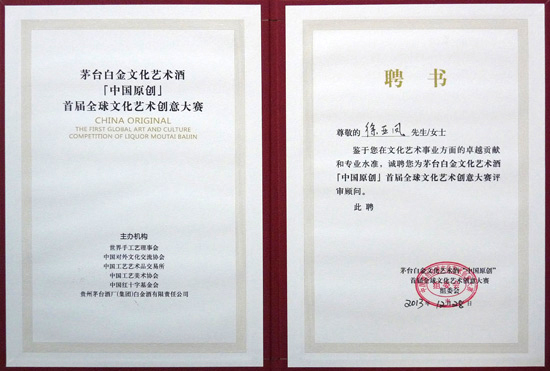 茅台白金文化艺术酒
「中国原创」
首届全球文化艺术创意大赛
CHINA ORIGINAL
THE FIRST GLOBAL ART AND CULTURE
COMPETITION OF LIQUOR MOUTAI BAIJIN
主办机构
世界手工艺理事会
中国对外文化交流协会
中国工艺艺术品交易所
中国工艺美术协会
中国红十字基金会
贵州茅台酒厂(集团)白金酒有限责任公司
聘书
尊敬的 徐亚凤 先生/女士
鉴于您在文化艺术事业方面的卓越贡献
和专业水准，诚聘您为茅台白金文化艺术酒
「中国原创」首届全球文化艺术创意大赛评
审顾问。
此聘
茅台白金文化艺术酒“中国原创”
首届全球文化艺术创意大赛
组委会
2013年12月28日